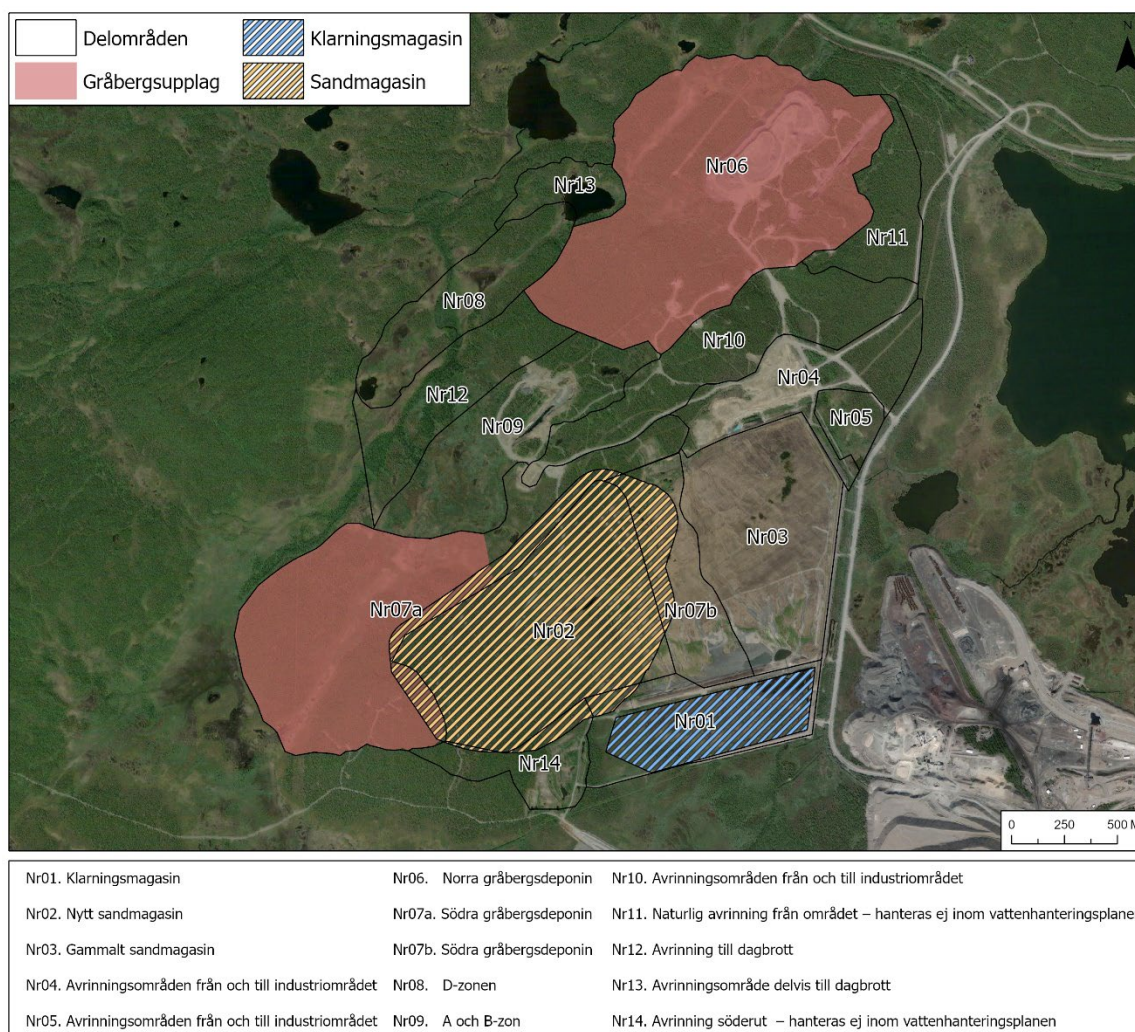 Delområden Klarningsmagasin
Gråbergsupplag Sandmagasin
N
Nr06
Nr13
Nr11
Nr08
Nr10
Nr04
Nr12
Nr05
Nr09
Nr03
Nr07a
Nr07b
Nr02
Nr01
Nr14
0 250 500 M
Nr01. Klarningsmagasin Nr06. Norra gråbergsdeponin Nr10. Avrinningsområden från och till industriområdet
Nr02. Nytt sandmagasin Nr07a. Södra gråbergsdeponin Nr11. Naturlig avrinning från området – hanteras ej inom vattenhanteringsplane
Nr03. Gammalt sandmagasin Nr07b. Södra gråbergsdeponin Nr12. Avrinning till dagbrott
Nr04. Avrinningsområden från och till industriområdet Nr08. D-zonen Nr13. Avrinningsområde delvis till dagbrott
Nr05. Avrinningsområden från och till industriområdet Nr09. A och B-zon Nr14. Avrinning söderut – hanteras ej inom vattenhanteringsplanen